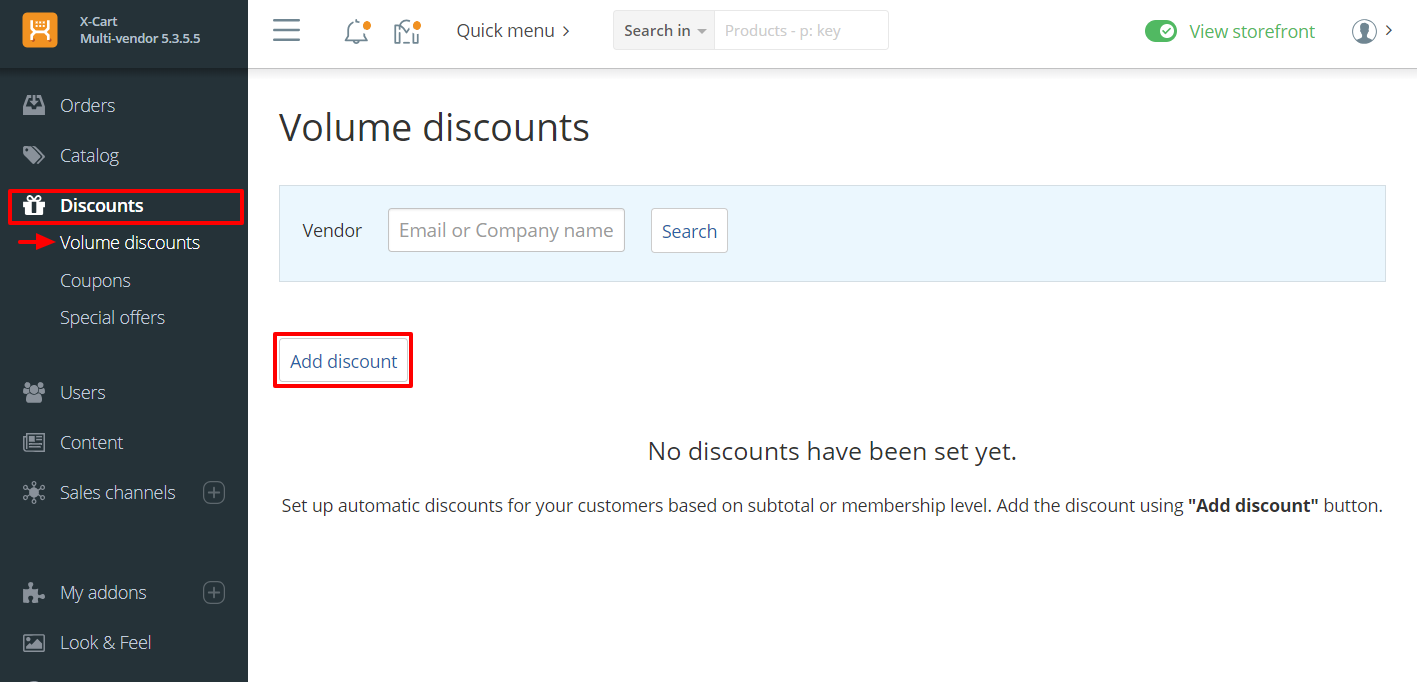 X-Cart
Multi-vendor 5.3.5.5
Quick menu
Search in
Products - p: key
View storefront
Orders
Catalog
Discounts
Volume discounts
Coupons
Special offers
Users
Content
Sales channels
My addons
Look & Feel
Volume discounts
Vendor
Email or Company name
Search
Add discount
No discounts have been set yet.
Set up automatic discounts for your customers based on subtotal or membership level. Add the discount using "Add discount" button.